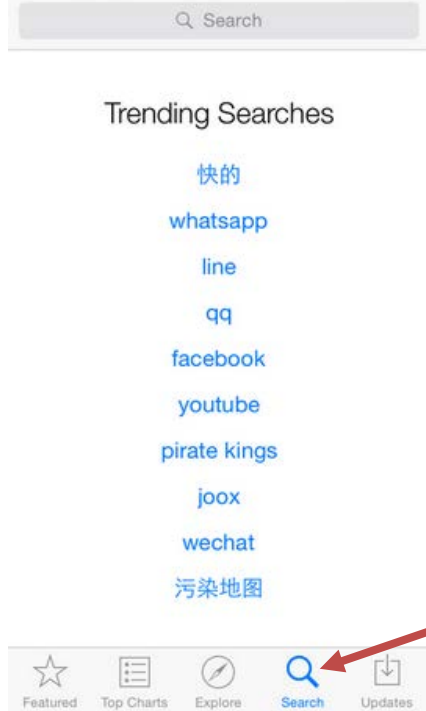 Search
Trending Searches
快的
whatsapp
line
qq
facebook
youtube
pirate kings
joox
wechat
污染地图
Featured Top Charts Explore Search Updates